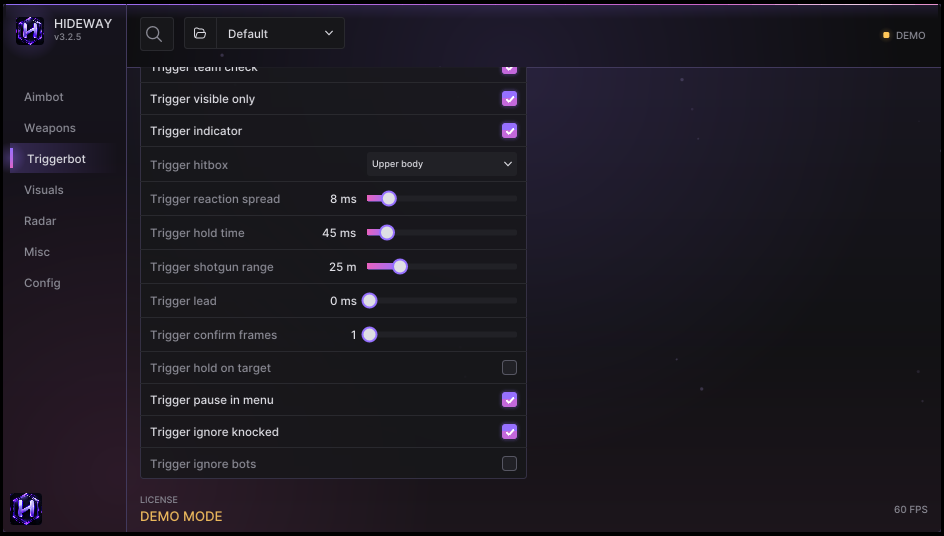 HIDEWAY
v3.2.5
Default
DEMO
Aimbot
Weapons
Triggerbot
Visuals
Radar
Misc
Config
Trigger team check
Trigger visible only
Trigger indicator
Trigger hitbox Upper body
Trigger reaction spread 8 ms
Trigger hold time 45 ms
Trigger shotgun range 25 m
Trigger lead 0 ms
Trigger confirm frames 1
Trigger hold on target
Trigger pause in menu
Trigger ignore knocked
Trigger ignore bots
LICENSE
DEMO MODE
60 FPS